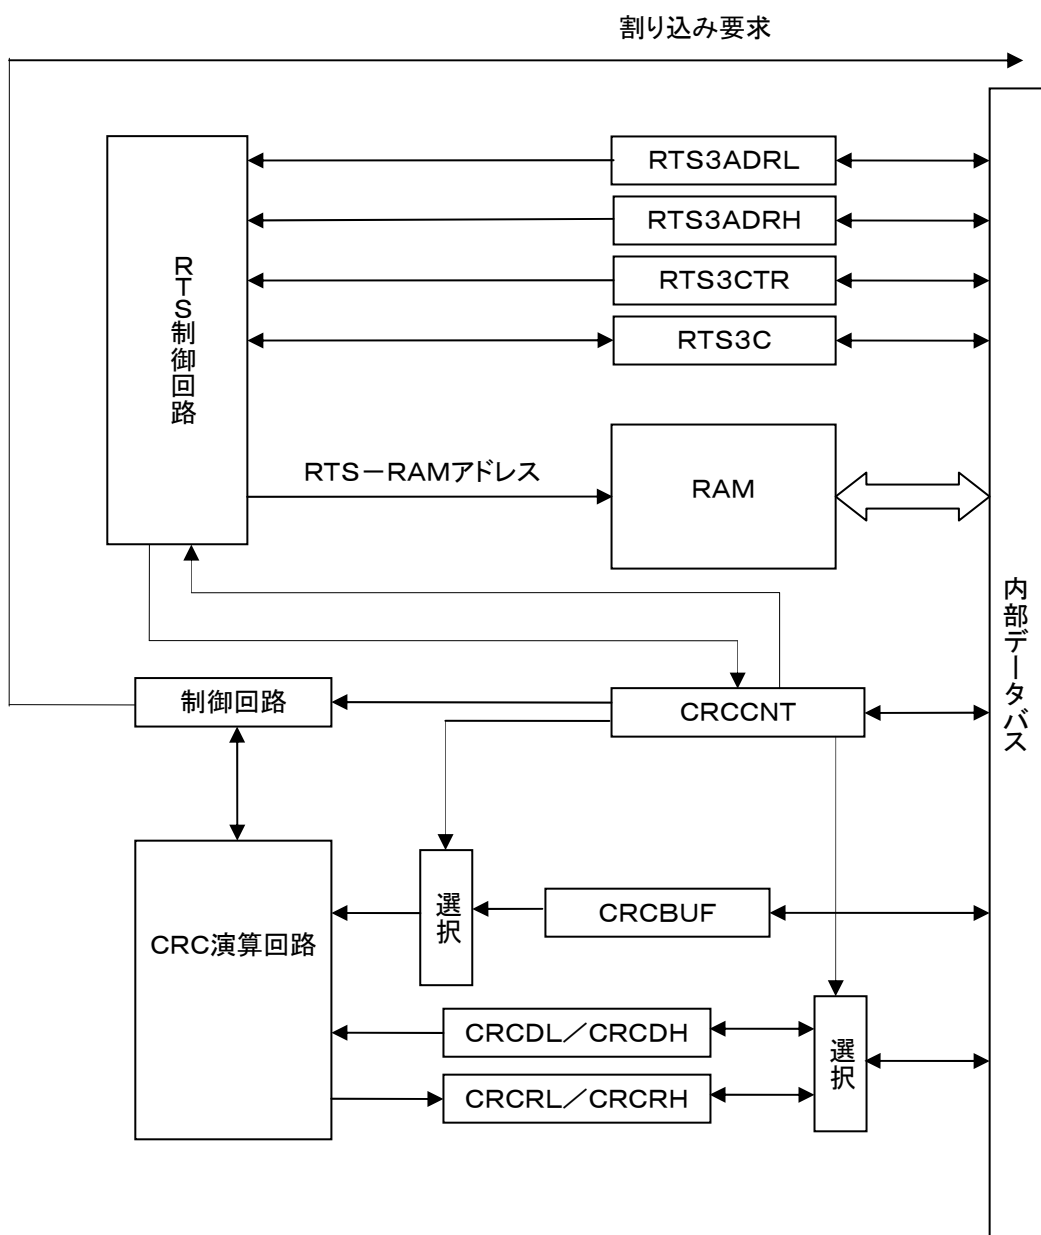 割り込み要求
RTS3ADRL
RTS3ADRH
RTS3CTR
RTS3C
RTS制御回路
RTS－RAMアドレス
RAM
内部データバス
制御回路
CRCCNT
選択
CRCBUF
CRC演算回路
CRCDL／CRCDH
選択
CRCRL／CRCRH